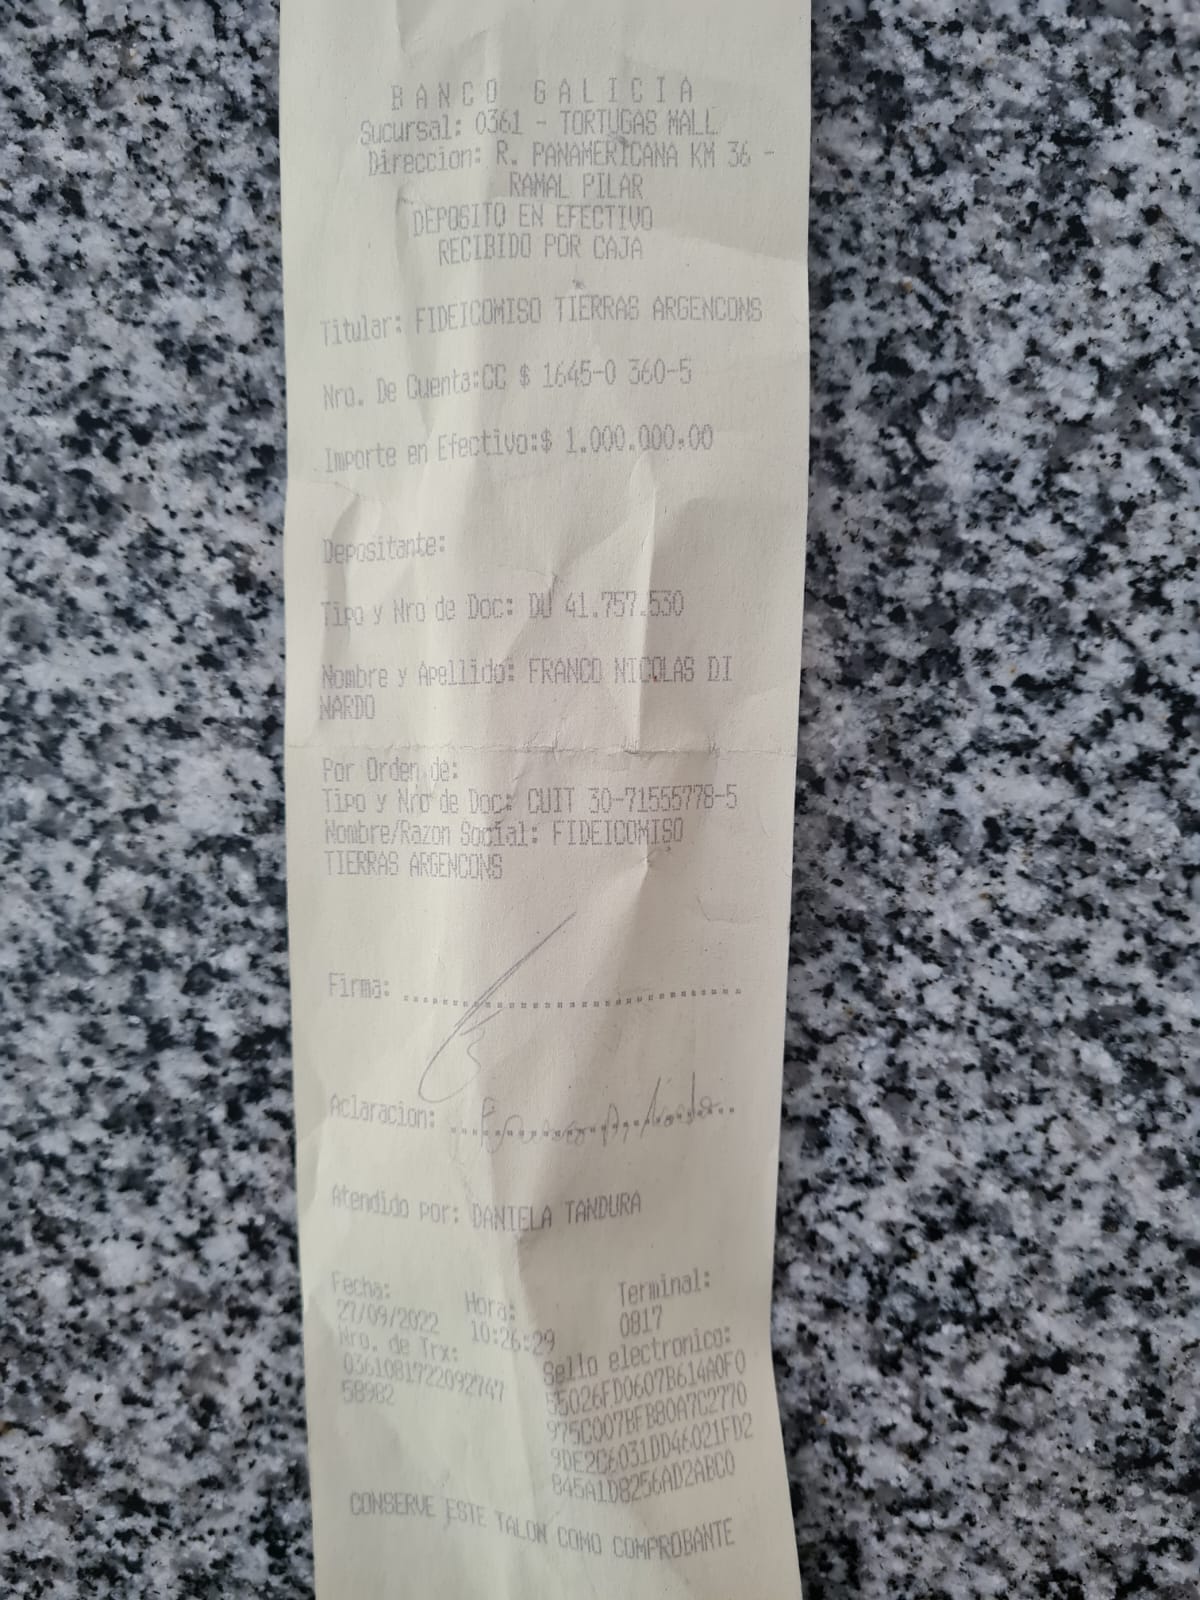 BANCO GALICIA
Sucursal: 0361 - TORTUGAS MALL
Direccion: R. PANAMERICANA KM 36 -
RAMAL PILAR
DEPOSITO EN EFECTIVO
RECIBIDO POR CAJA
Titular: FIDEICOMISO TIERRAS ARGENCONS
Nro. De Cuenta:CC $ 1645-0 360-5
Importe en Efectivo:$ 1.000.000,00
Depositante:
Tipo y Nro de Doc: DU 41.757.530
Nombre y Apellido: FRANCO NICOLAS DI
NARDO
Por Orden de:
Tipo y Nro de Doc: CUIT 30-71555778-5
Nombre/Razon Social: FIDEICOMISO
TIERRAS ARGENCONS
Firma:
Aclaracion:
Atendido por: DANIELA TANDURA
Fecha: Hora: Terminal:
27/09/2022 10:26:29 0817
Nro. de Trx: Sello electronico:
0361081722092747 55026FD0607B614A0F0
58982 975C007BFB80A7C2770
9DE2C6031DD46021FD2
845A1D8256AD2ABC0
CONSERVE ESTE TALON COMO COMPROBANTE